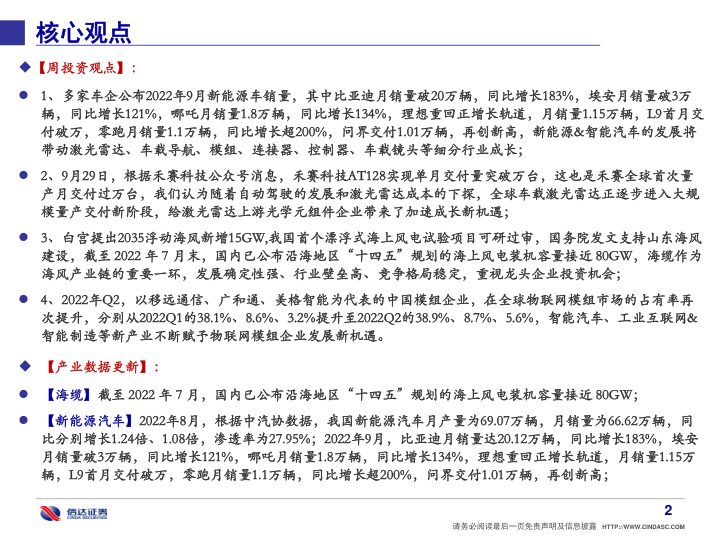 核心观点
◆【周投资观点】：
● 1、多家车企公布2022年9月新能源车销量，其中比亚迪月销量破20万辆，同比增长183%，埃安月销量破3万
辆，同比增长121%，哪吒月销量1.8万辆，同比增长134%，理想重回正增长轨道，月销量1.15万辆，L9首月交
付破万，零跑月销量1.1万辆，同比增长超200%，问界交付1.01万辆，再创新高，新能源&智能汽车的发展将
带动激光雷达、车载导航、模组、连接器、控制器、车载镜头等细分行业成长；
● 2、9月29日，根据禾赛科技公众号消息，禾赛科技AT128实现单月交付量突破万台，这也是禾赛全球首次量
产月交付过万台，我们认为随着自动驾驶的发展和激光雷达成本的下探，全球车载激光雷达正逐步进入大规
模量产交付新阶段，给激光雷达上游光学元组件企业带来了加速成长新机遇；
● 3、白宫提出2035浮动海风新增15GW,我国首个漂浮式海上风电试验项目可研过审，国务院发文支持山东海风
建设，截至 2022 年 7 月末，国内已公布沿海地区“十四五”规划的海上风电装机容量接近 80GW，海缆作为
海风产业链的重要一环，发展确定性强、行业壁垒高、竞争格局稳定，重视龙头企业投资机会；
● 4、2022年Q2，以移远通信、广和通、美格智能为代表的中国模组企业，在全球物联网模组市场的占有率再
次提升，分别从2022Q1的38.1%、8.6%、3.2%提升至2022Q2的38.9%、8.7%、5.6%，智能汽车、工业互联网&
智能制造等新产业不断赋予物联网模组企业发展新机遇。
◆ 【产业数据更新】：
● 【海缆】截至 2022 年 7 月，国内已公布沿海地区“十四五”规划的海上风电装机容量接近 80GW；
● 【新能源汽车】2022年8月，根据中汽协数据，我国新能源汽车月产量为69.07万辆，月销量为66.62万辆，同
比分别增长1.24倍、1.08倍，渗透率为27.95%；2022年9月，比亚迪月销量达20.12万辆，同比增长183%，埃安
月销量破3万辆，同比增长121%，哪吒月销量1.8万辆，同比增长134%，理想重回正增长轨道，月销量1.15万
辆，L9首月交付破万，零跑月销量1.1万辆，同比增长超200%，问界交付1.01万辆，再创新高；
信达证券
CINDA SECURITIES
2
请务必阅读最后一页免责声明及信息披露 HTTP://WWW.CINDASC.COM